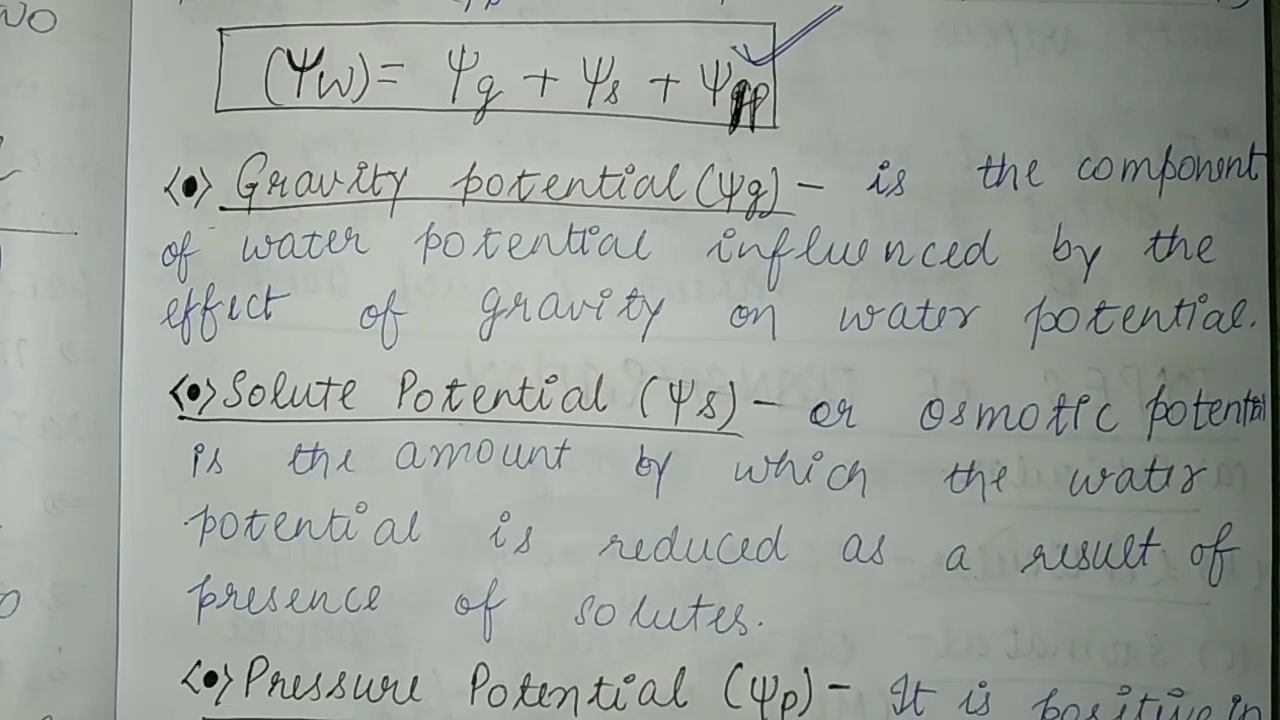 NO
(Ψw) = Ψg + Ψs + Ψp
<•> Gravity potential (Ψg) - is the component
of water potential influenced by the
effect of gravity on water potential.
<•> Solute Potential (Ψs) - or osmotic potential
is the amount by which the water
potential is reduced as a result of
presence of solutes.
<•> Pressure Potential (Ψp) - It is positive in